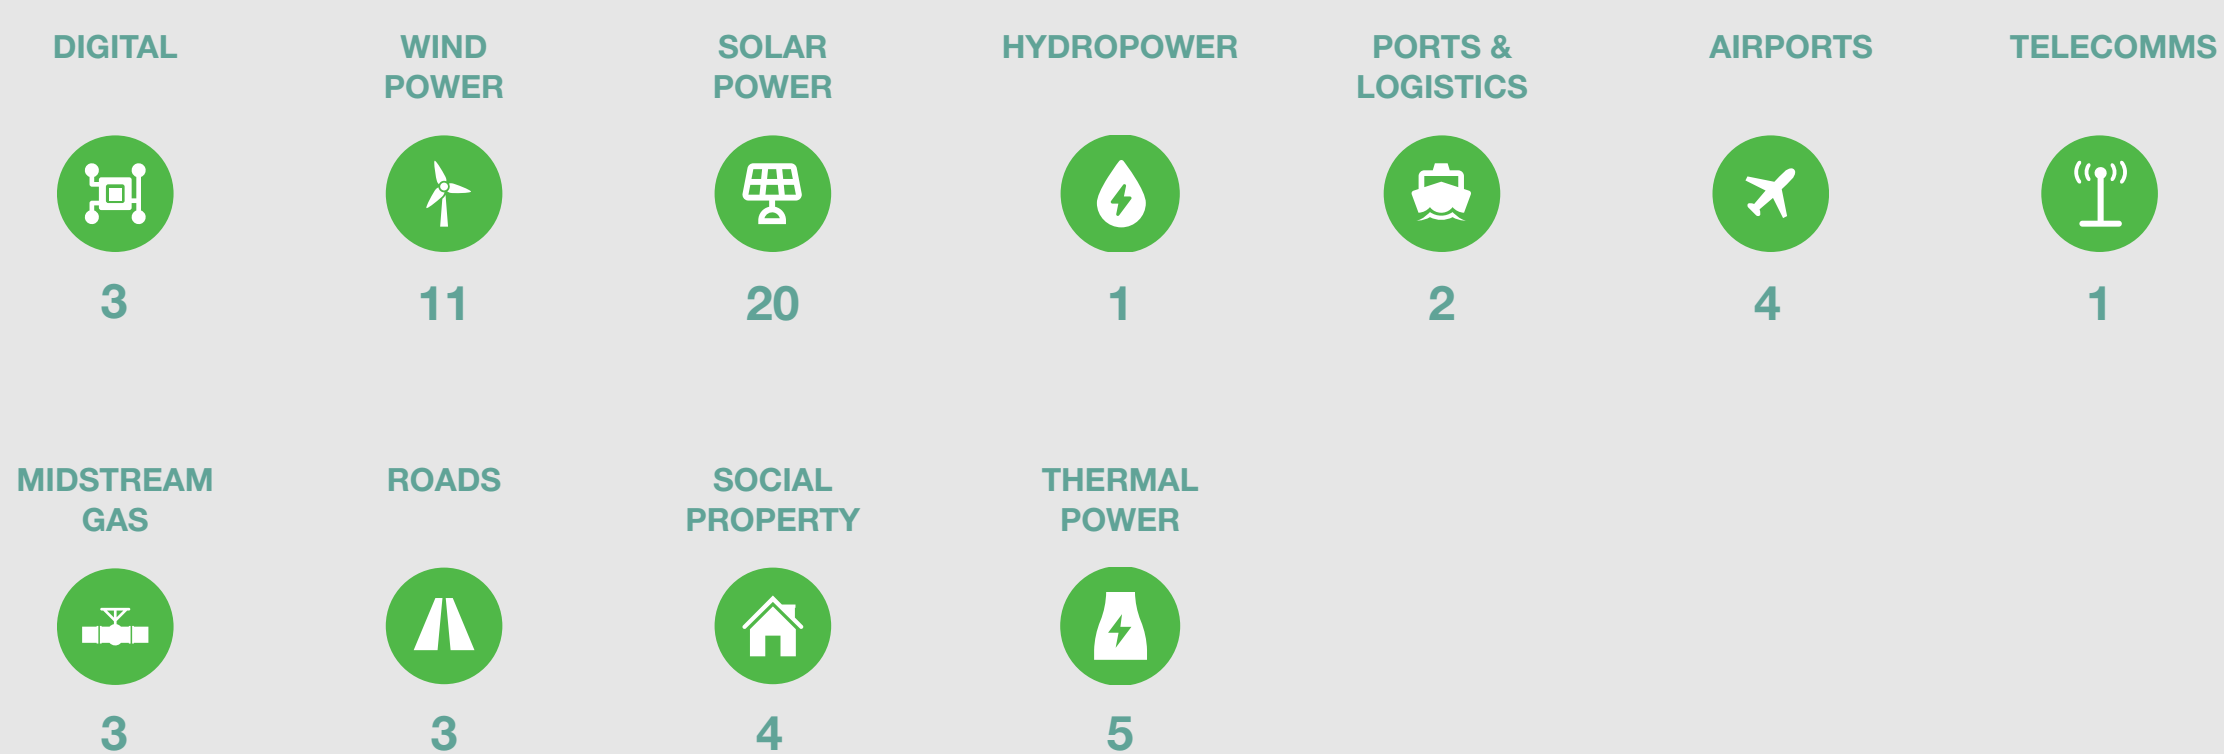 DIGITAL
WIND
POWER
SOLAR
POWER
HYDROPOWER
PORTS &
LOGISTICS
AIRPORTS
TELECOMMS
3
11
20
1
2
4
1
MIDSTREAM
GAS
ROADS
SOCIAL
PROPERTY
THERMAL
POWER
3
3
4
5